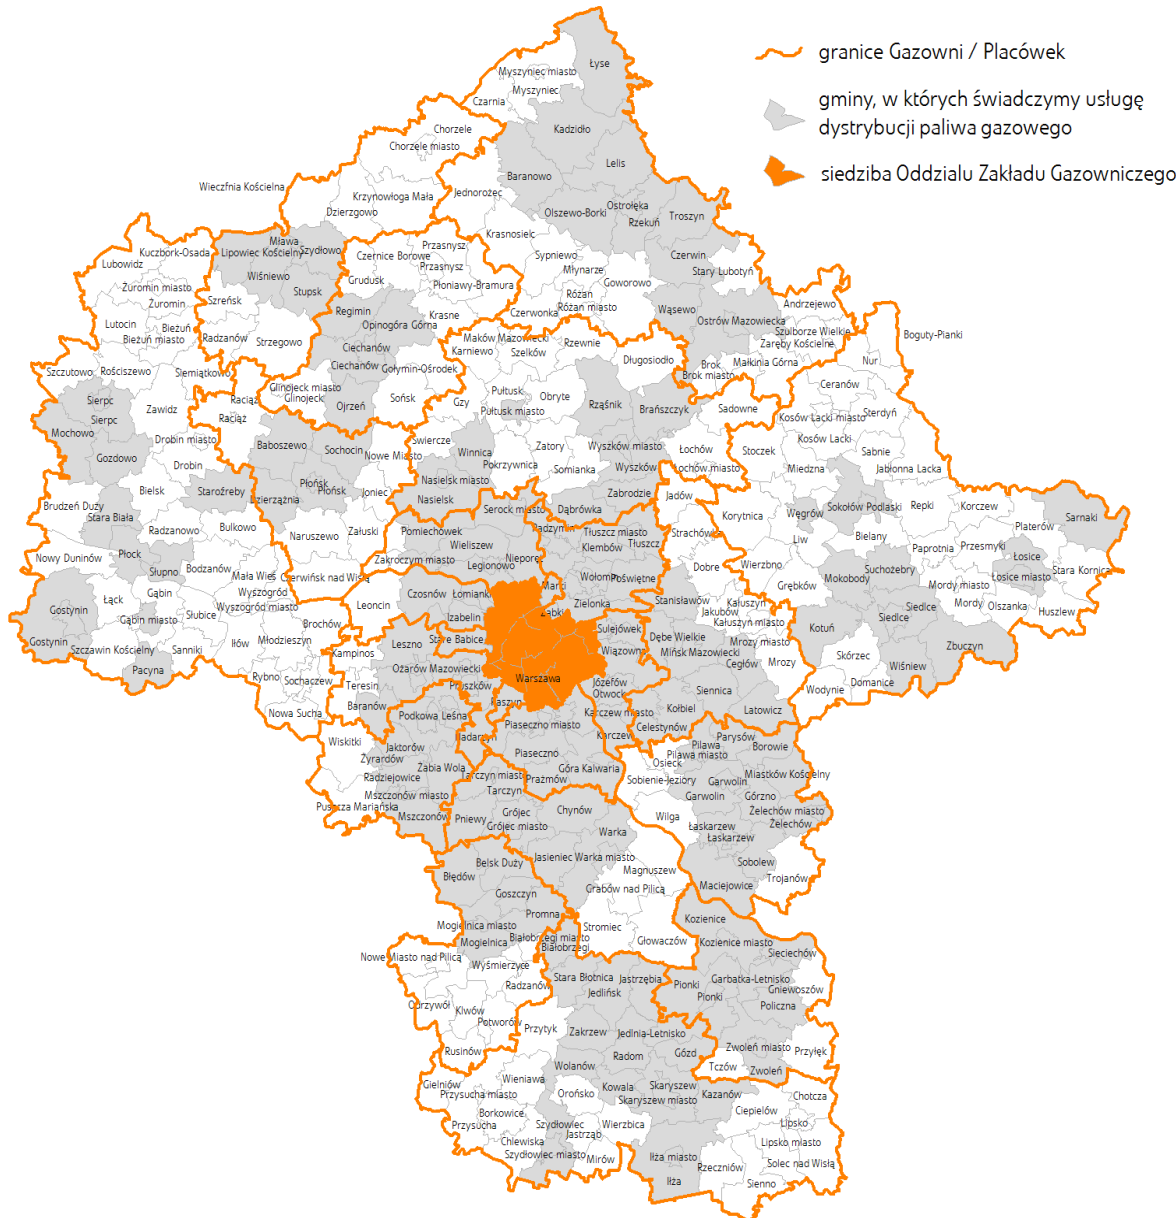 granice Gazowni / Placówek
gminy, w których świadczymy usługę
dystrybucji paliwa gazowego
siedziba Oddzialu Zakładu Gazowniczego
Łyse
Myszyniec miasto
Myszyniec
Czarnia
Chorzele
Chorzele miasto
Kadzidło
Lelis
Baranowo
Wieczfnia Kościelna
Krzynowłoga Mała
Dzierzgowo
Jednorożec
Olszewo-Borki
Ostrołęka
Rzekuń
Troszyn
Krasnosielc
Mława
Szydłowo
Lipowiec Kościelny
Wiśniewo
Stupsk
Kuczbork-Osada
Lubowidz
Żuromin miasto
Żuromin
Szreńsk
Lutocin
Bieżuń
Bieżuń miasto
Radzanów
Strzegowo
Przasnysz
Czernice Borowe
Przasnysz
Grudusk
Płoniawy-Bramura
Sypniewo
Młynarze
Goworowo
Różan
Różan miasto
Czerwonka
Czerwin
Stary Lubotyń
Andrzejewo
Wąsewo
Ostrów Mazowiecka
Szulborze Wielkie
Zaręby Kościelne
Boguty-Pianki
Nur
Małkinia Górna
Brok
Brok miasto
Regimin
Opinogóra Górna
Krasne
Ciechanów
Ciechanów
Gołymin-Ośrodek
Maków Mazowiecki
Karniewo
Szelków
Rzewnie
Długosiodło
Szczutowo
Rościszewo
Siemiątkowo
Glinojeck miasto
Glinojeck
Ojrzeń
Sońsk
Gzy
Pułtusk
Pułtusk miasto
Obryte
Rząśnik
Brańszczyk
Sadowne
Ceranów
Kosów Lacki miasto
Sterdyń
Kosów Lacki
Sabnie
Sierpc
Sierpc
Mochowo
Gozdowo
Zawidz
Raciąż
Raciąż
Drobin miasto
Drobin
Baboszewo
Sochocin
Nowe Miasto
Świercze
Winnica
Pokrzywnica
Zatory
Somianka
Wyszków miasto
Wyszków
Łochów
Łochów miasto
Stoczek
Miedzna
Jabłonna Lacka
Nasielsk miasto
Nasielsk
Joniec
Płońsk
Płońsk
Dzierzążnia
Staroźreby
Bielsk
Brudzeń Duży
Stara Biała
Radzanowo
Bulkowo
Naruszewo
Załuski
Zabrodzie
Dąbrówka
Serock miasto
Jadów
Korytnica
Węgrów
Sokołów Podlaski
Repki
Korczew
Sarnaki
Platerów
Liw
Bielany
Paprotnia
Przesmyki
Łosice
Łosice miasto
Stara Kornica
Nowy Duninów
Płock
Słupno
Bodzanów
Mała Wieś
Wyszogród
Wyszogród miasto
Czerwińsk nad Wisłą
Pomiechówek
Zakroczym miasto
Wieliszew
Legionowo
Nieporęt
Radzymin
Tłuszcz miasto
Tłuszcz
Klembów
Strachówka
Wołomin
Poświętne
Dobre
Wierzbno
Grębków
Mokobody
Suchożebry
Mordy miasto
Mordy
Olszanka
Huszlew
Gostynin
Gostynin
Łąck
Gąbin
Gąbin miasto
Słubice
Szczawin Kościelny
Sanniki
Pacyna
Iłów
Młodzieszyn
Brochów
Leoncin
Czosnów
Łomianki
Izabelin
Marki
Ząbki
Zielonka
Stanisławów
Kałuszyn
Jakubów
Kałuszyn miasto
Kotuń
Siedlce
Siedlce
Zbuczyn
Wiśniew
Skórzec
Domanice
Wodynie
Rybno
Sochaczew
Nowa Sucha
Kampinos
Leszno
Stare Babice
Ożarów Mazowiecki
Teresin
Baranów
Pruszków
Raszyn
Warszawa
Sulejówek
Wiązowna
Józefów
Otwock
Dębe Wielkie
Mińsk Mazowiecki
Mrozy miasto
Mrozy
Cegłów
Siennica
Kołbiel
Latowicz
Karczew miasto
Karczew
Celestynów
Piaseczno miasto
Piaseczno
Góra Kalwaria
Prażmów
Podkowa Leśna
Nadarzyn
Wiskitki
Jaktorów
Żyrardów
Radziejowice
Żabia Wola
Mszczonów miasto
Mszczonów
Puszcza Mariańska
Tarczyn miasto
Tarczyn
Grójec
Grójec miasto
Pniewy
Chynów
Warka
Jasieniec
Warka miasto
Osieck
Sobienie-Jeziory
Wilga
Parysów
Pilawa
Pilawa miasto
Borowie
Garwolin
Garwolin
Miastków Kościelny
Górzno
Żelechów miasto
Żelechów
Łaskarzew
Łaskarzew
Sobolew
Trojanów
Maciejowice
Belsk Duży
Błędów
Goszczyn
Promna
Mogielnica miasto
Mogielnica
Białobrzegi miasto
Białobrzegi
Magnuszew
Grabów nad Pilicą
Stromiec
Głowaczów
Kozienice
Kozienice miasto
Sieciechów
Garbatka-Letnisko
Gniewoszów
Pionki
Pionki
Policzna
Nowe Miasto nad Pilicą
Wyśmierzyce
Radzanów
Odrzywół
Klwów
Potworów
Rusinów
Przytyk
Stara Błotnica
Jastrzębia
Jedlińsk
Zakrzew
Jedlnia-Letnisko
Radom
Gózd
Wolanów
Kowala
Skaryszew
Skaryszew miasto
Tczów
Zwoleń miasto
Zwoleń
Przyłęk
Kazanów
Chotcza
Ciepielów
Lipsko
Lipsko miasto
Solec nad Wisłą
Sienno
Rzeczniów
Iłża miasto
Iłża
Gielniów
Przysucha miasto
Wieniawa
Borkowice
Przysucha
Chlewiska
Orońsko
Szydłowiec
Jastrząb
Szydłowiec miasto
Wierzbica
Mirów